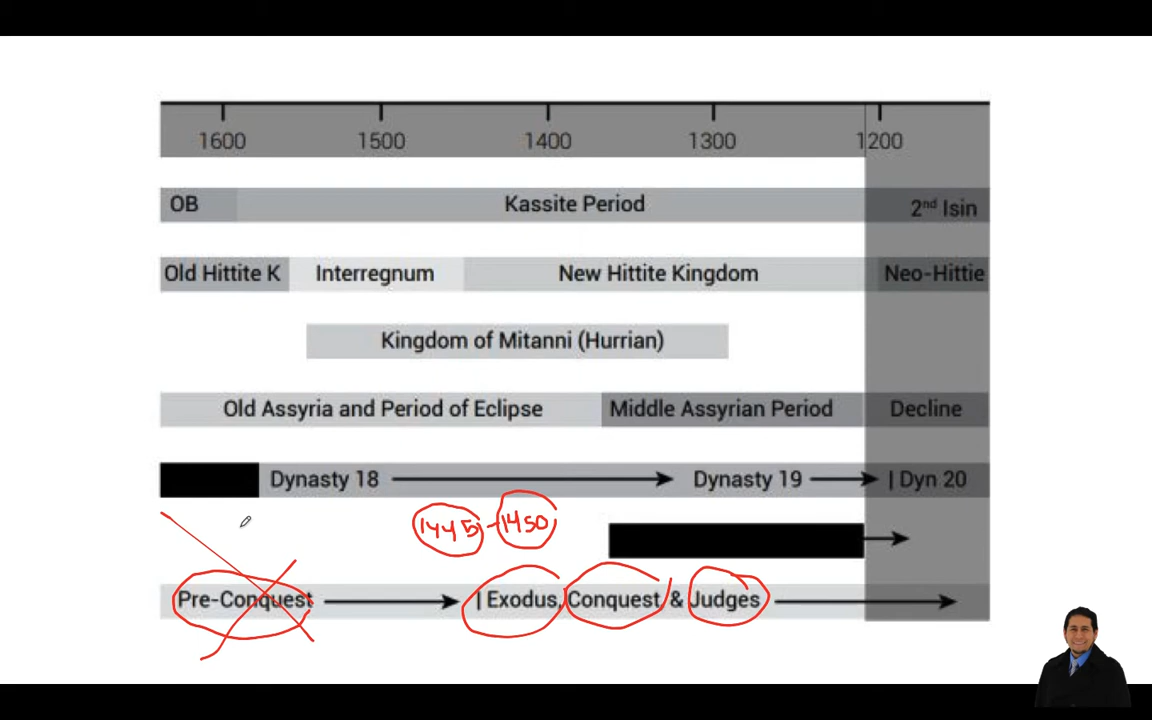 1600 1500 1400 1300 1200
OB Kassite Period 2nd Isin
Old Hittite K Interregnum New Hittite Kingdom Neo-Hittie
Kingdom of Mitanni (Hurrian)
Old Assyria and Period of Eclipse Middle Assyrian Period Decline
Dynasty 18 Dynasty 19 | Dyn 20
1445-1450
Pre-Conquest | Exodus, Conquest & Judges